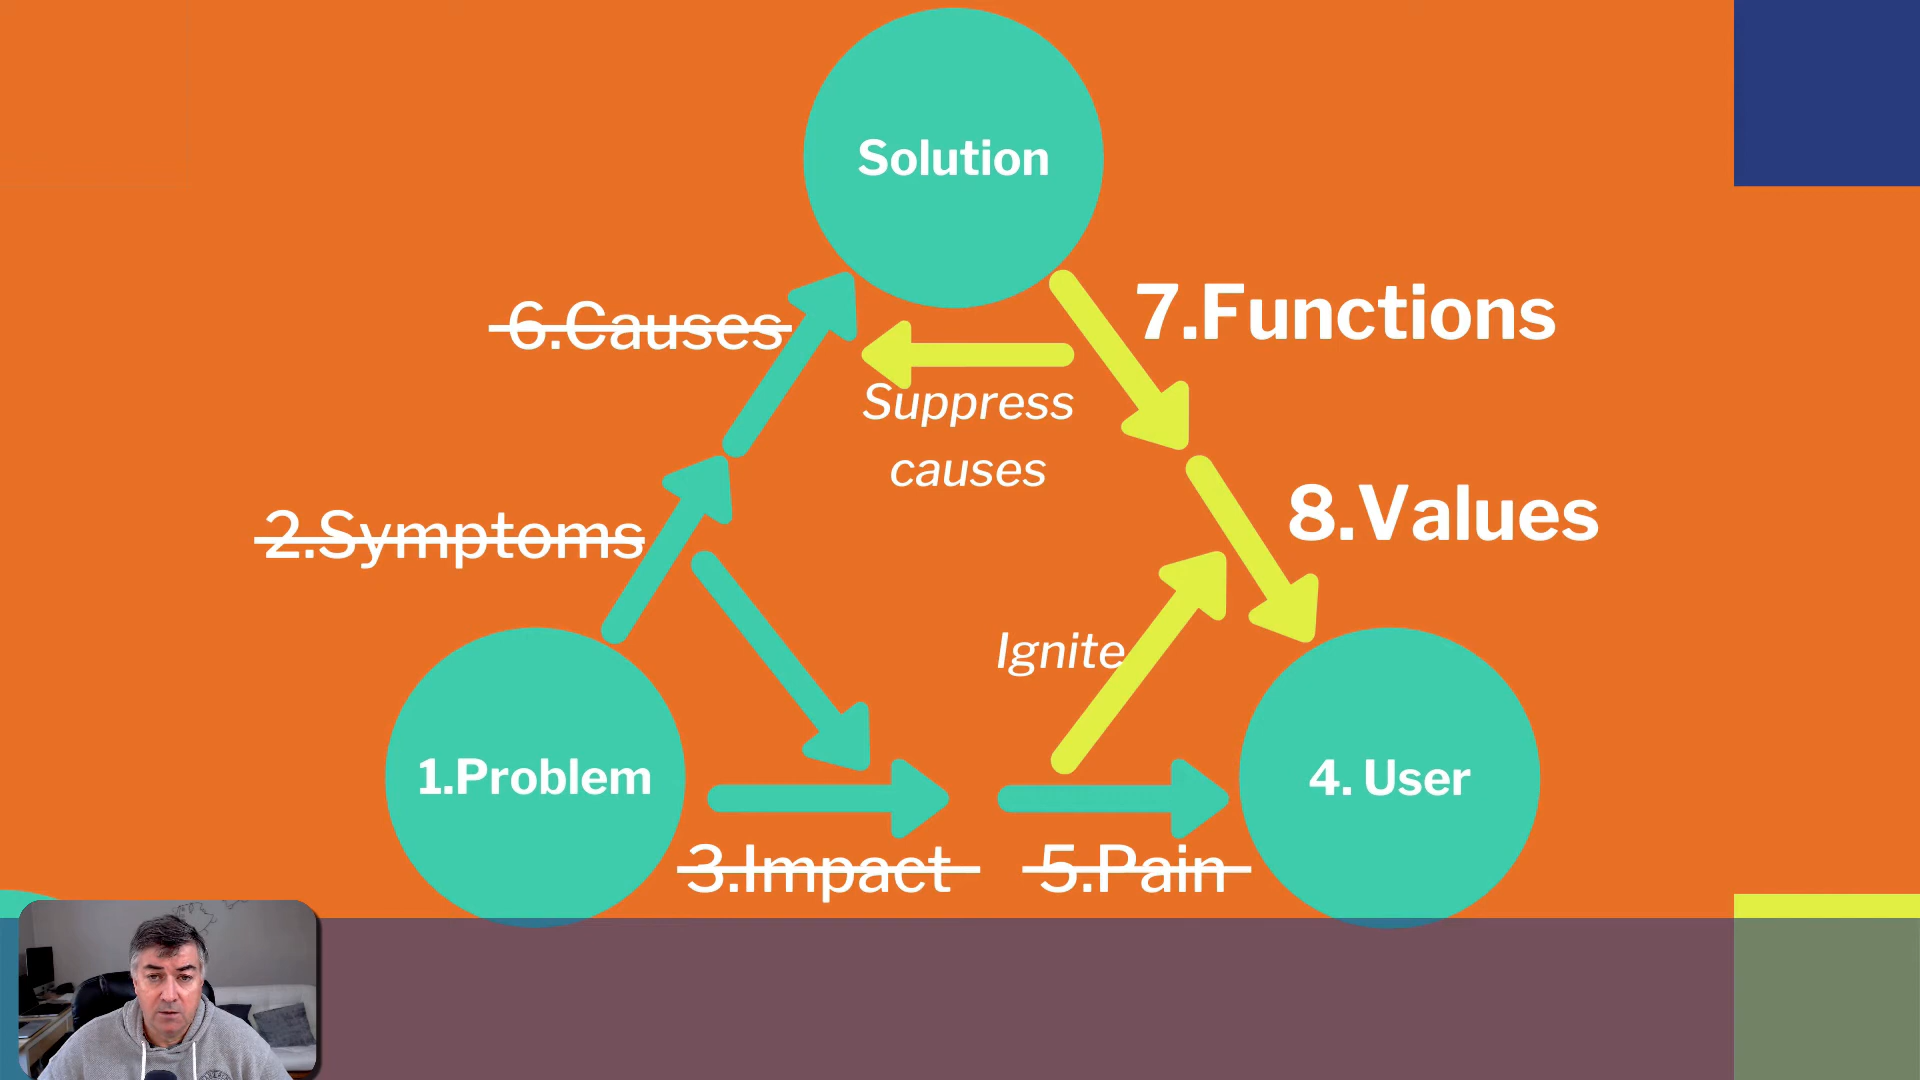 Solution
6.Causes
7.Functions
Suppress
causes
2.Symptoms
8.Values
Ignite
1.Problem
4. User
3.Impact
5.Pain